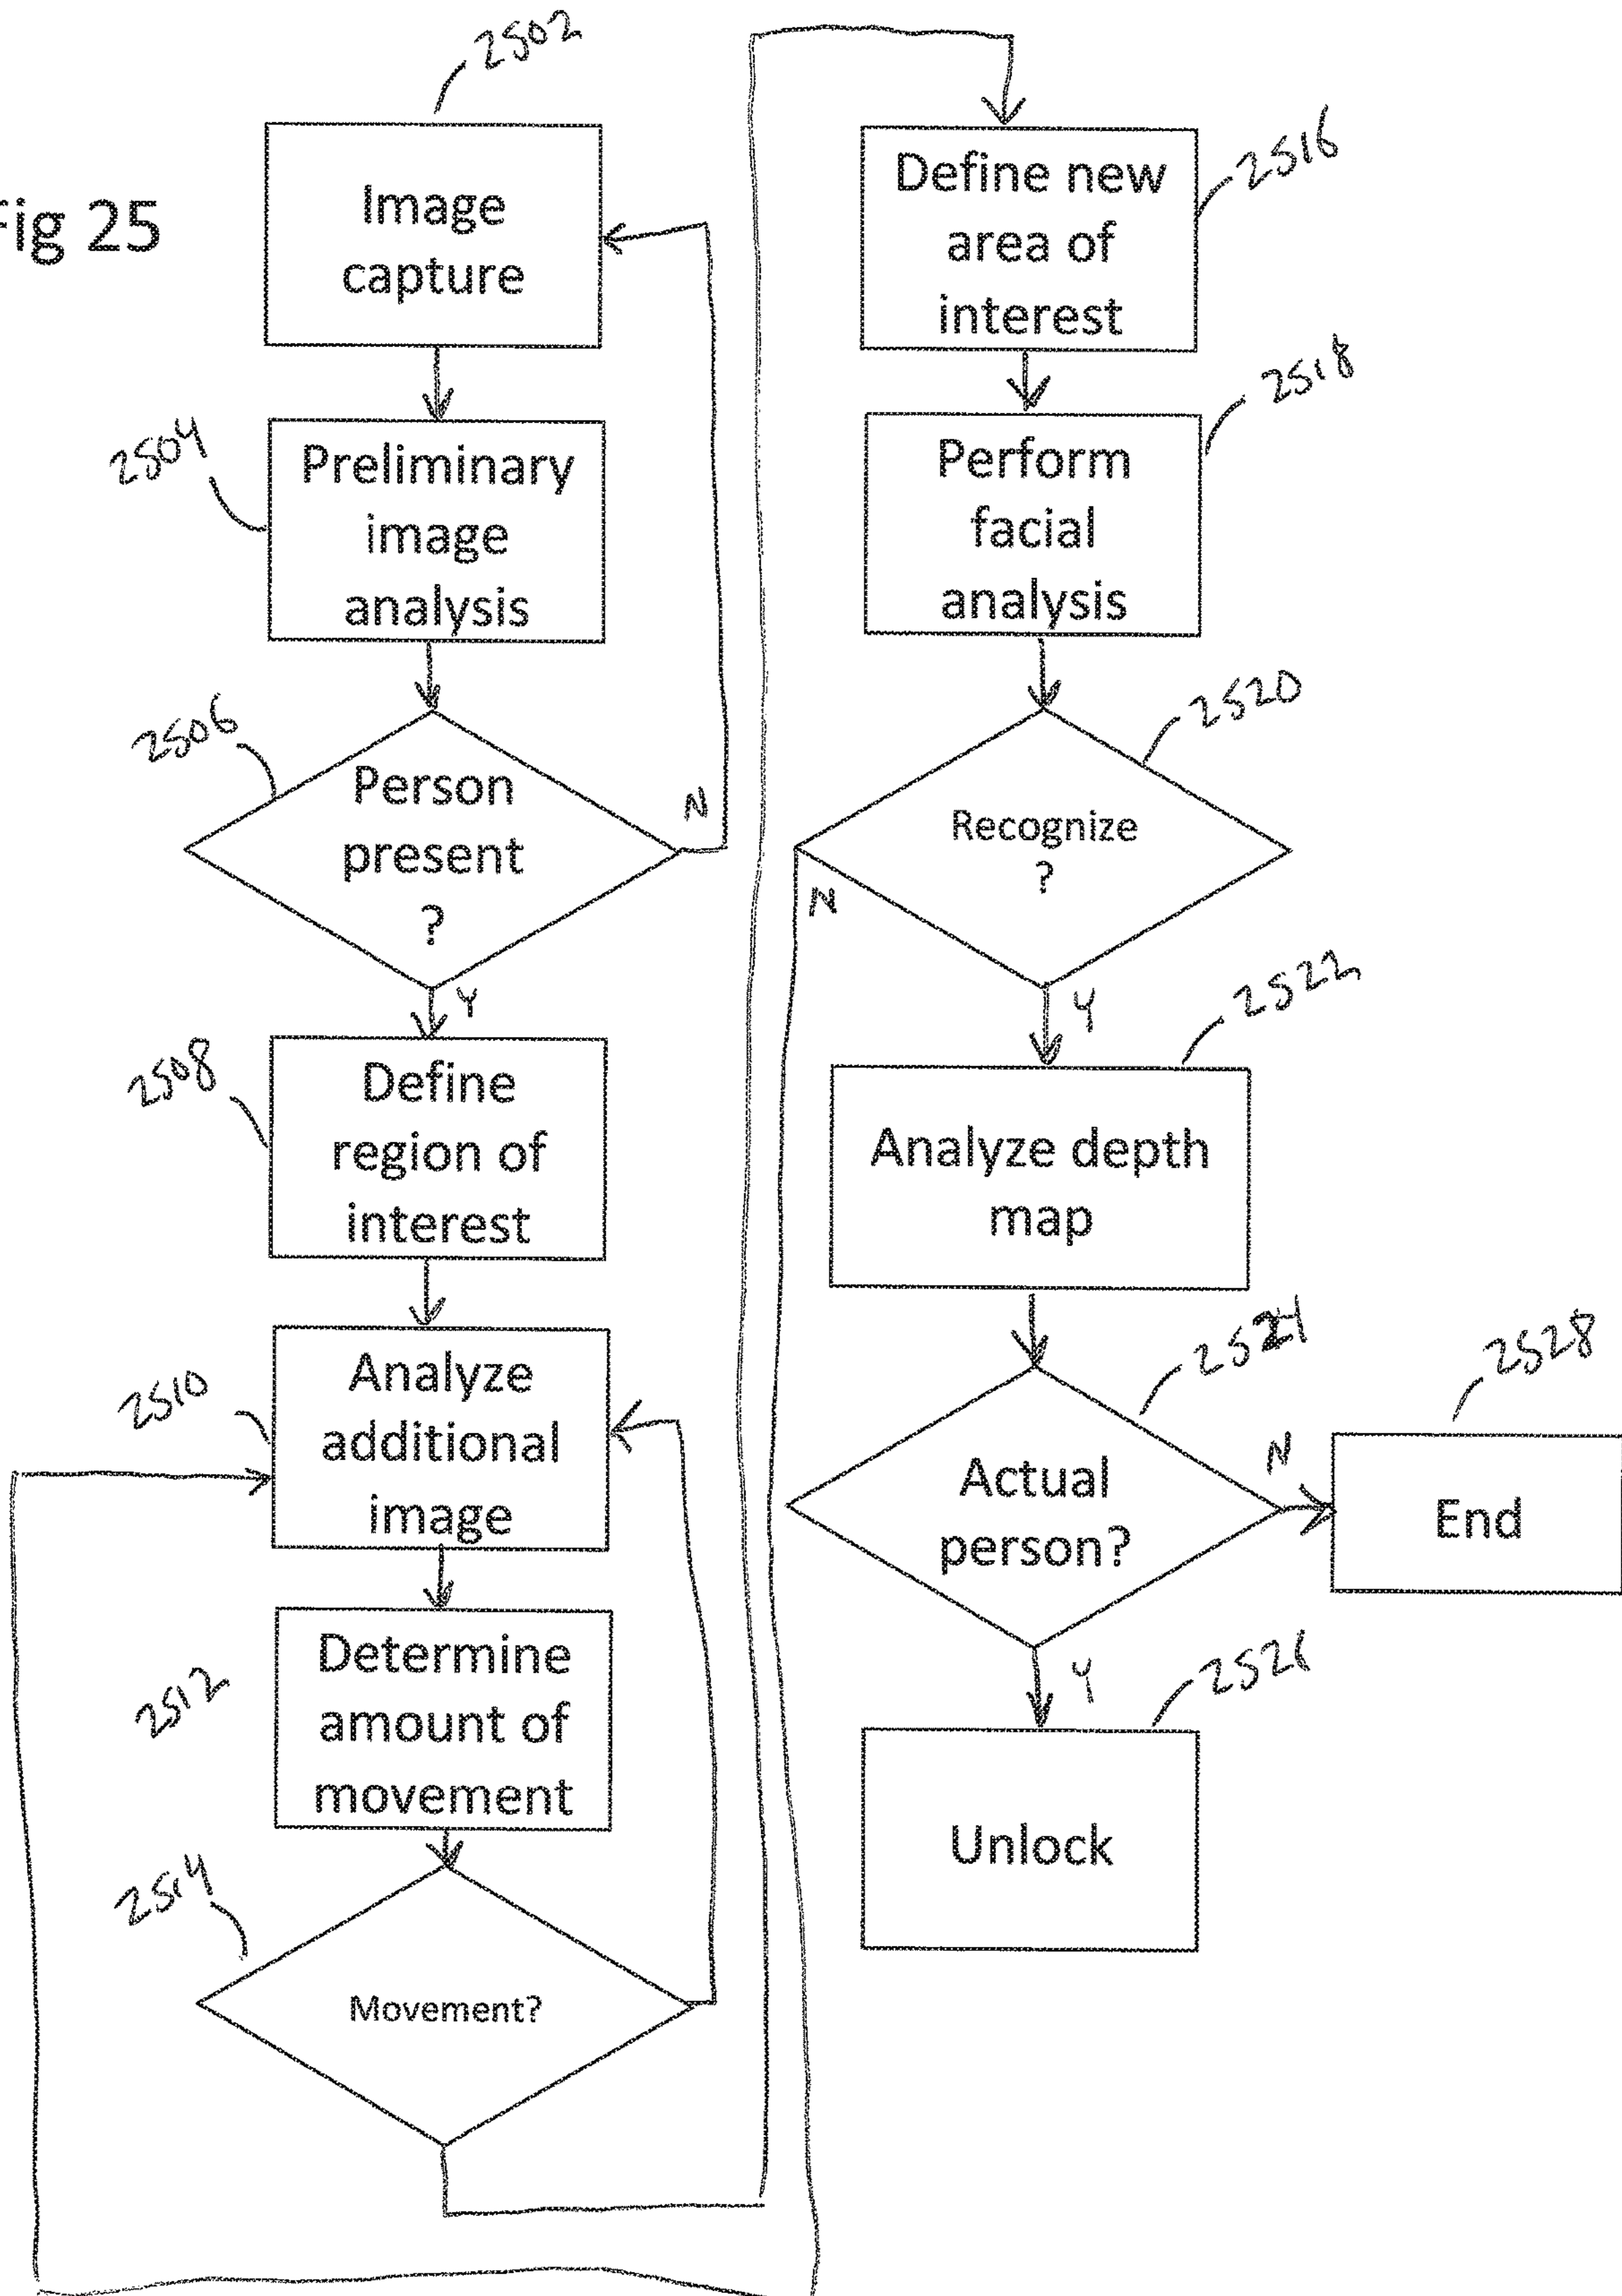 Fig 25
2502
Image
capture
2504
Preliminary
image
analysis
2506
Person
present
?
N
Y
2508
Define
region of
interest
2510
Analyze
additional
image
2512
Determine
amount of
movement
2514
Movement?
2516
Define new
area of
interest
2518
Perform
facial
analysis
2520
Recognize
?
N
Y
2522
Analyze depth
map
2524
Actual
person?
N
2528
End
Y
2526
Unlock